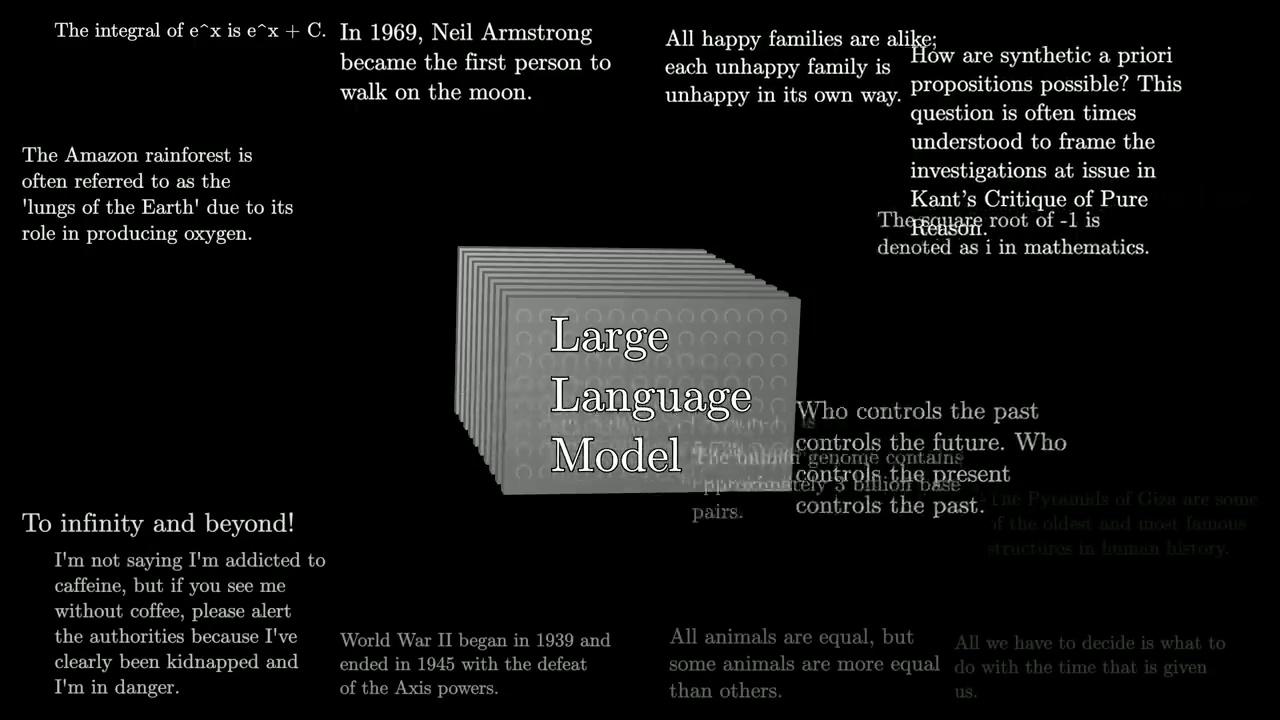 The integral of e^x is e^x + C.
In 1969, Neil Armstrong
became the first person to
walk on the moon.
All happy families are alike;
each unhappy family is
unhappy in its own way.
How are synthetic a priori
propositions possible? This
question is often times
understood to frame the
investigations at issue in
Kant's Critique of Pure
Reason.
The Amazon rainforest is
often referred to as the
'lungs of the Earth' due to its
role in producing oxygen.
The square root of -1 is
denoted as i in mathematics.
Large
Language
Model
Who controls the past
controls the future. Who
controls the present
controls the past.
The human genome contains
approximately 3 billion base
pairs.
The Pyramids of Giza are some
of the oldest and most famous
structures in human history.
To infinity and beyond!
I'm not saying I'm addicted to
caffeine, but if you see me
without coffee, please alert
the authorities because I've
clearly been kidnapped and
I'm in danger.
World War II began in 1939 and
ended in 1945 with the defeat
of the Axis powers.
All animals are equal, but
some animals are more equal
than others.
All we have to decide is what to
do with the time that is given
us.